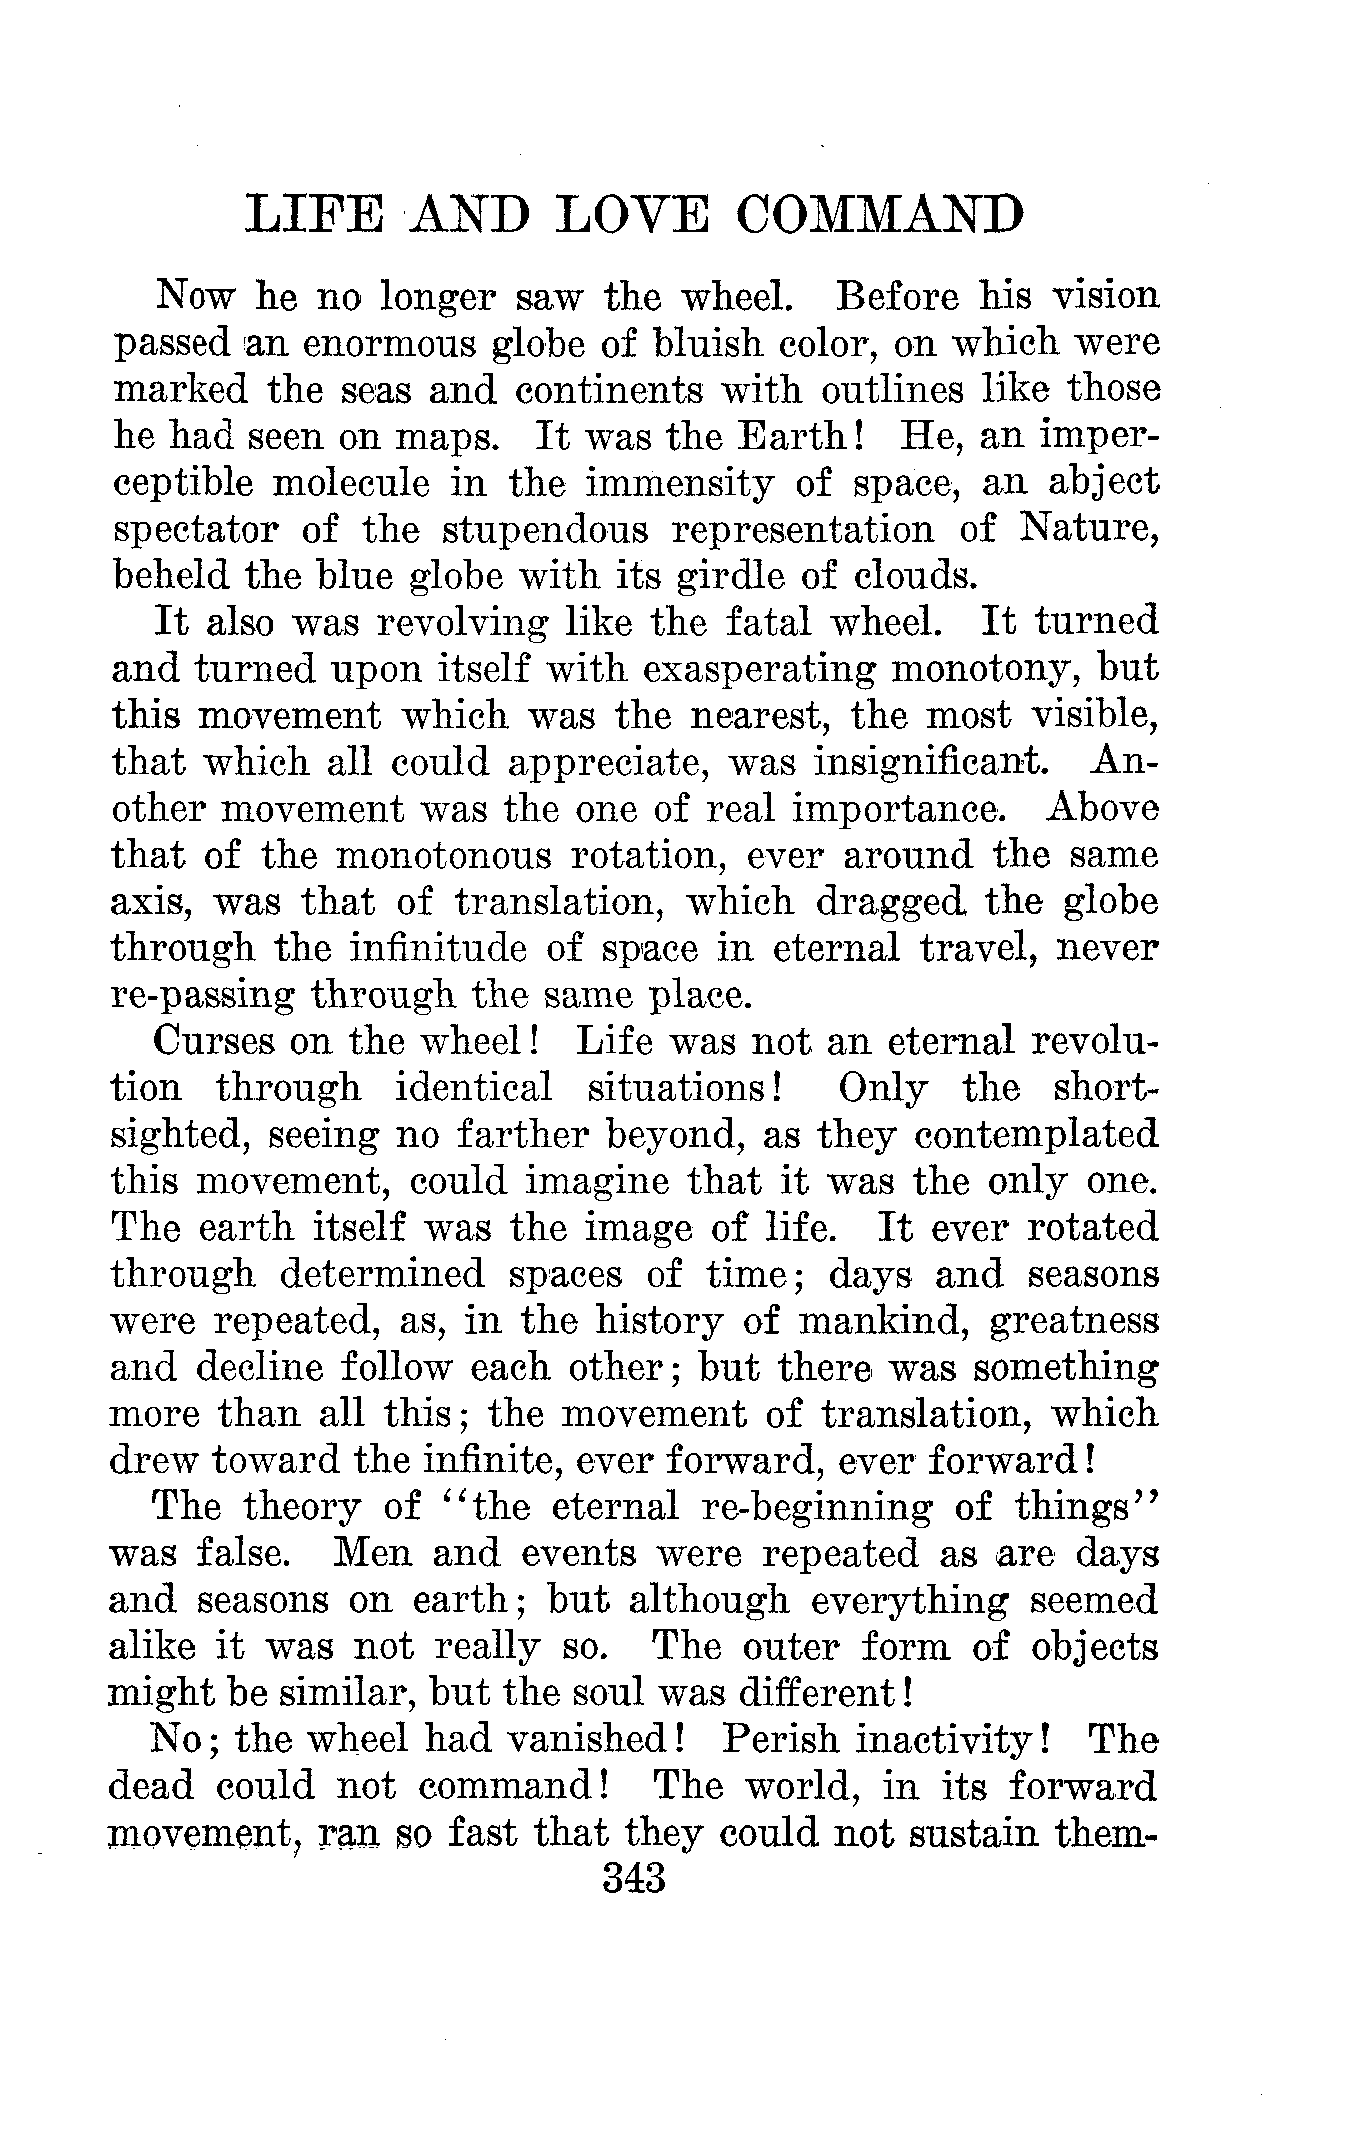 LIFE AND LOVE COMMAND
Now he no longer saw the wheel. Before his vision
passed an enormous globe of bluish color, on which were
marked the seas and continents with outlines like those
he had seen on maps. It was the Earth! He, an imper-
ceptible molecule in the immensity of space, an abject
spectator of the stupendous representation of Nature,
beheld the blue globe with its girdle of clouds.
It also was revolving like the fatal wheel. It turned
and turned upon itself with exasperating monotony, but
this movement which was the nearest, the most visible,
that which all could appreciate, was insignificant. An-
other movement was the one of real importance. Above
that of the monotonous rotation, ever around the same
axis, was that of translation, which dragged the globe
through the infinitude of space in eternal travel, never
re-passing through the same place.
Curses on the wheel! Life was not an eternal revolu-
tion through identical situations! Only the short-
sighted, seeing no farther beyond, as they contemplated
this movement, could imagine that it was the only one.
The earth itself was the image of life. It ever rotated
through determined spaces of time; days and seasons
were repeated, as, in the history of mankind, greatness
and decline follow each other; but there was something
more than all this; the movement of translation, which
drew toward the infinite, ever forward, ever forward!
The theory of "the eternal re-beginning of things"
was false. Men and events were repeated as are days
and seasons on earth; but although everything seemed
alike it was not really so. The outer form of objects
might be similar, but the soul was different!
No; the wheel had vanished! Perish inactivity! The
dead could not command! The world, in its forward
movement, ran so fast that they could not sustain them-
343